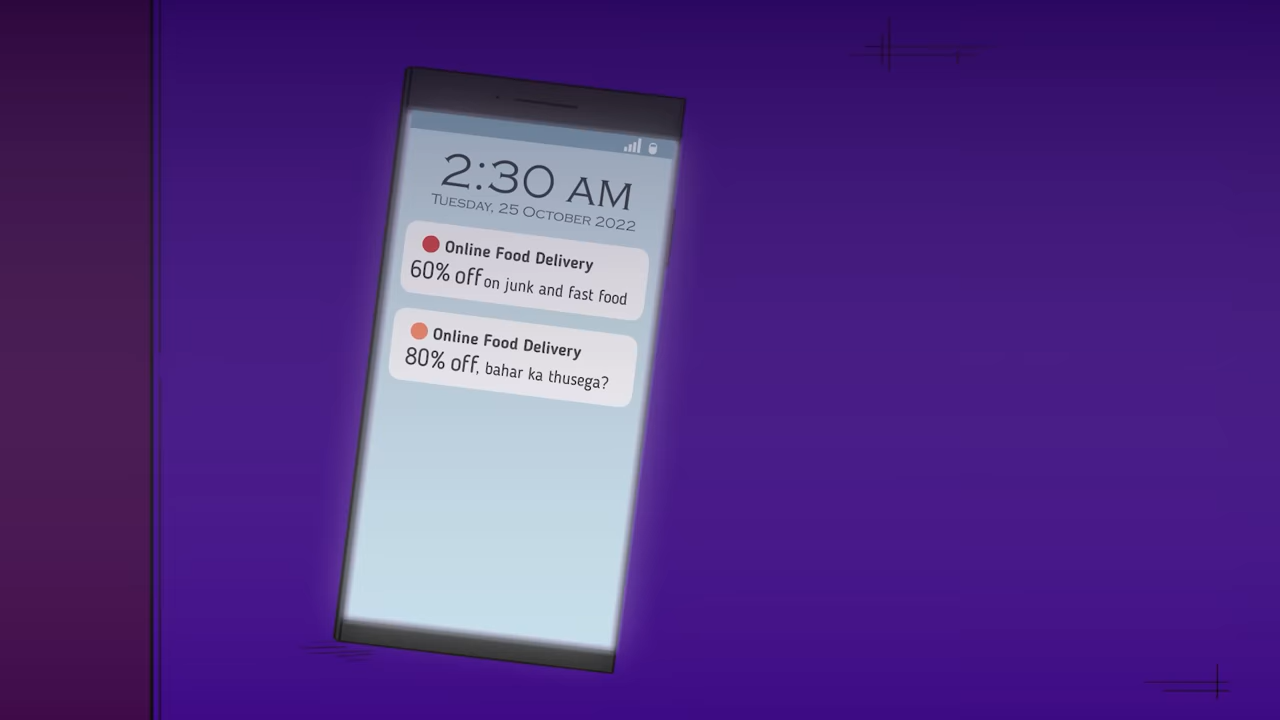 2:30 AM
Tuesday, 25 October 2022
Online Food Delivery
60% off on junk and fast food
Online Food Delivery
80% off, bahar ka thusega?